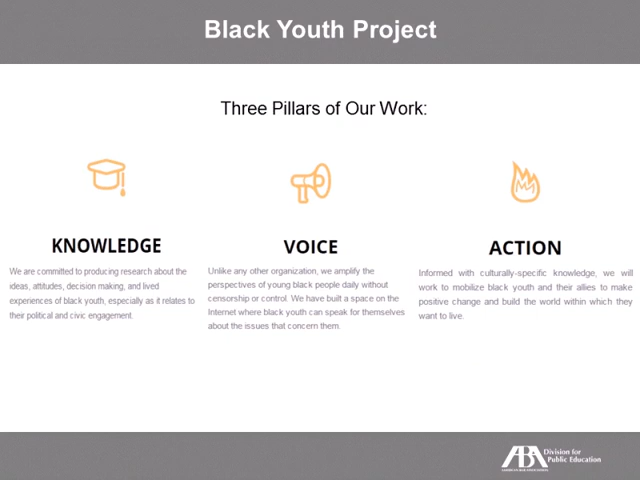 Black Youth Project
Three Pillars of Our Work:
KNOWLEDGE
We are committed to producing research about the
ideas, attitudes, decision making, and lived
experiences of black youth, especially as it relates to
their political and civic engagement.
VOICE
Unlike any other organization, we amplify the
perspectives of young black people daily without
censorship or control. We have built a space on the
Internet where black youth can speak for themselves
about the issues that concern them.
ACTION
Informed with culturally-specific knowledge, we will
work to mobilize black youth and their allies to make
positive change and build the world within which they
want to live.
ABA
Division for
Public Education
AMERICAN BAR ASSOCIATION